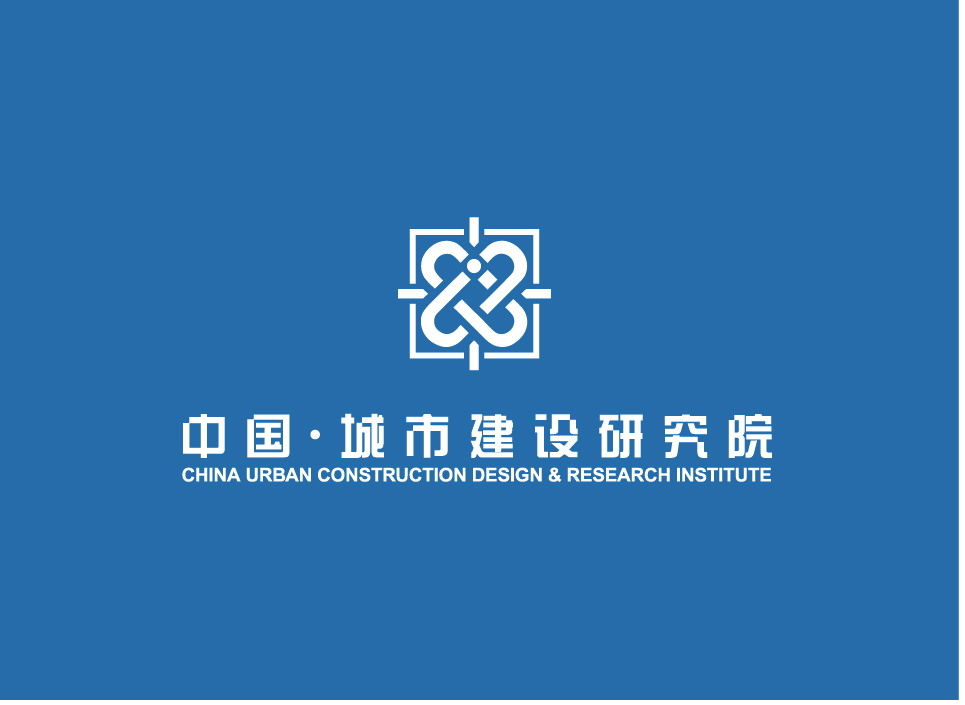 中国·城市建设研究院
CHINA URBAN CONSTRUCTION DESIGN & RESEARCH INSTITUTE